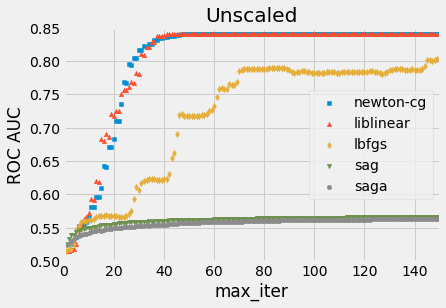 Unscaled
ROC AUC
0.85
0.80
0.75
0.70
0.65
0.60
0.55
0.50
newton-cg
liblinear
lbfgs
sag
saga
0 20 40 60 80 100 120 140
max_iter